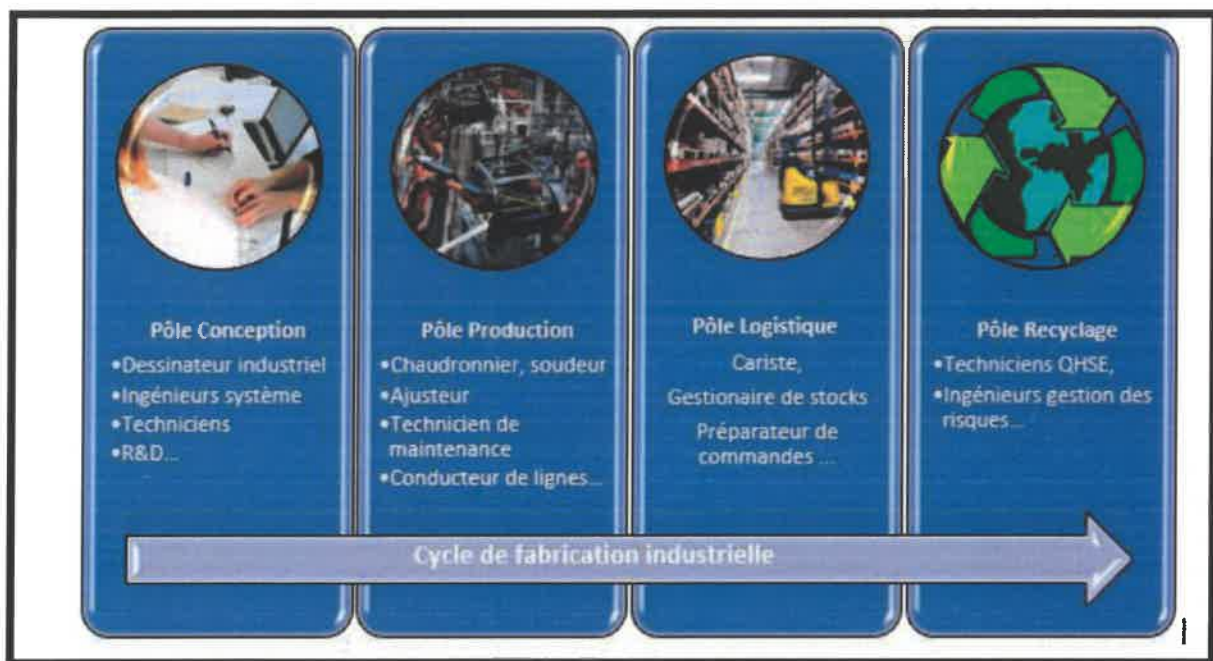 Pôle Conception
•Dessinateur industriel
•Ingénieurs système
•Techniciens
•R&D...
Pôle Production
•Chaudronnier, soudeur
•Ajusteur
•Technicien de
maintenance
•Conducteur de lignes...
Pôle Logistique
Cariste,
Gestionaire de stocks
Préparateur de
commandes ...
Pôle Recyclage
•Techniciens QHSE,
•Ingénieurs gestion des
risques...
Cycle de fabrication industrielle